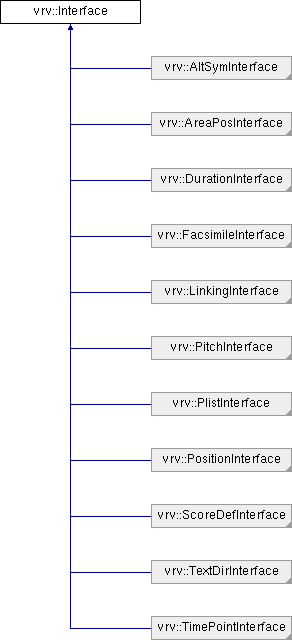 vrv::Interface
vrv::AltSymInterface
vrv::AreaPosInterface
vrv::DurationInterface
vrv::FacsimileInterface
vrv::LinkingInterface
vrv::PitchInterface
vrv::PlistInterface
vrv::PositionInterface
vrv::ScoreDefInterface
vrv::TextDirInterface
vrv::TimePointInterface